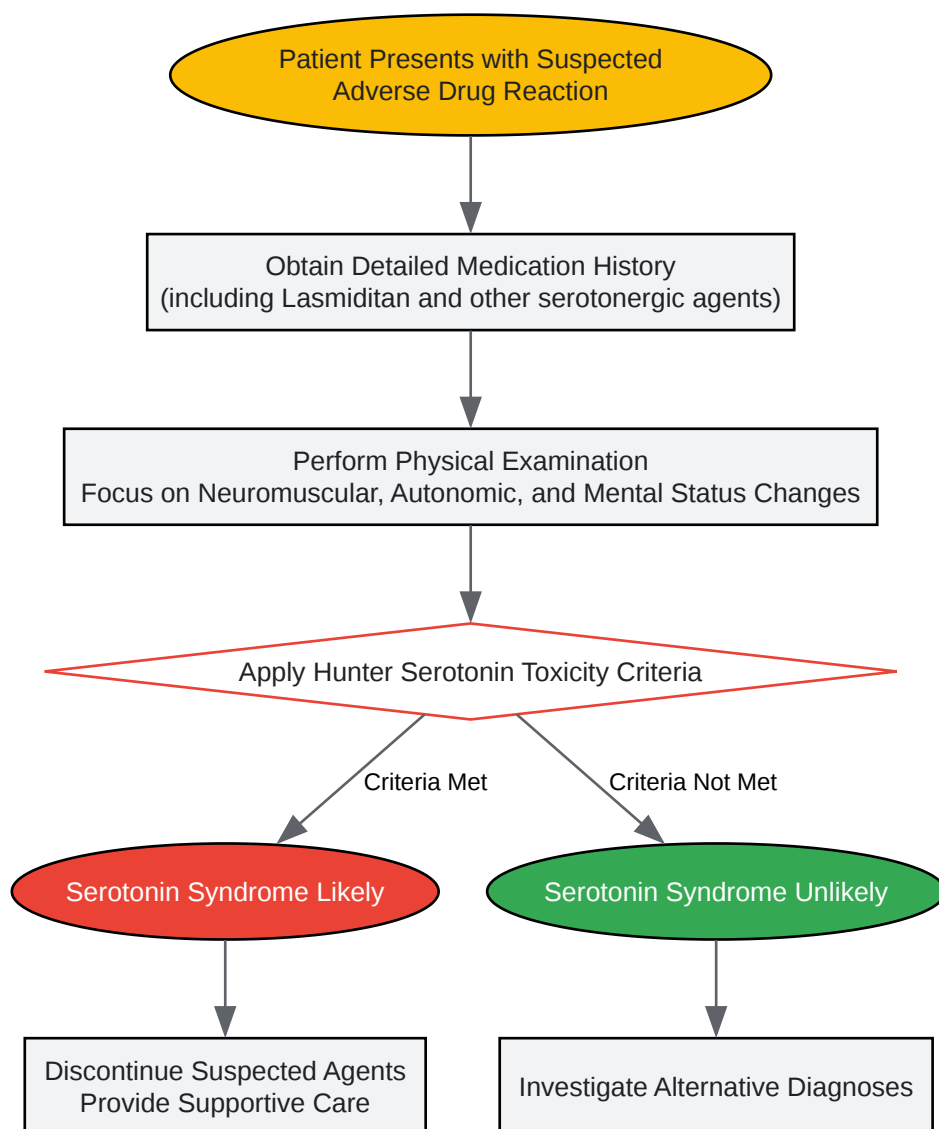 Patient Presents with Suspected
Adverse Drug Reaction
Obtain Detailed Medication History
(including Lasmiditan and other serotonergic agents)
Perform Physical Examination
Focus on Neuromuscular, Autonomic, and Mental Status Changes
Apply Hunter Serotonin Toxicity Criteria
Criteria Met
Criteria Not Met
Serotonin Syndrome Likely
Serotonin Syndrome Unlikely
Discontinue Suspected Agents
Provide Supportive Care
Investigate Alternative Diagnoses